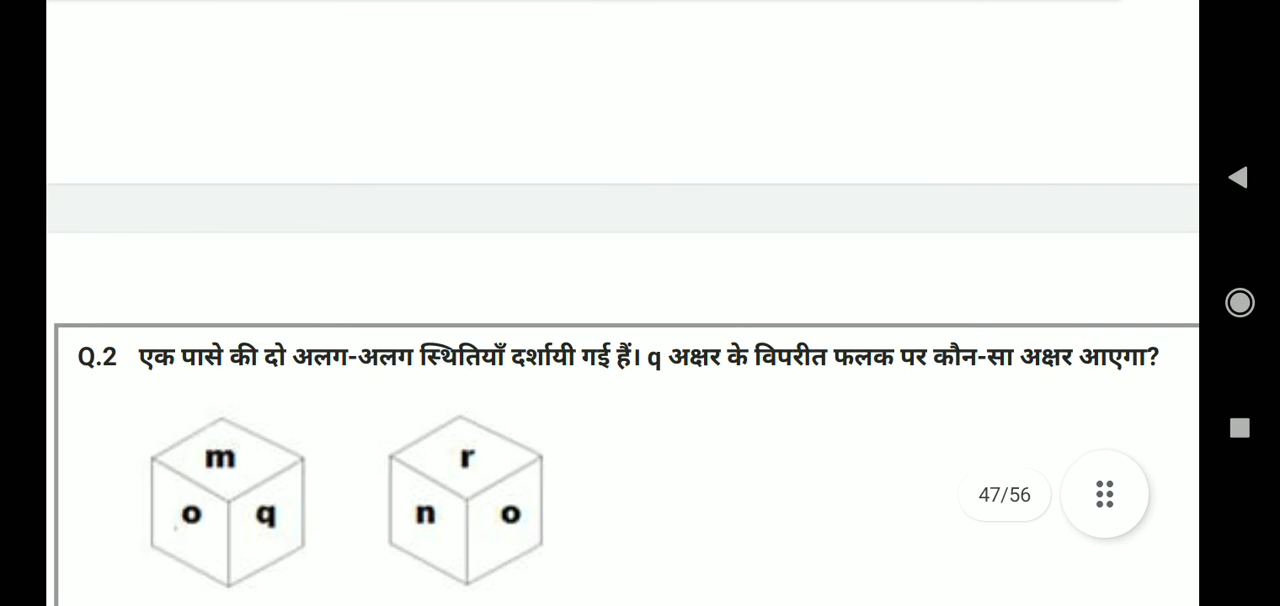 Q.2 एक पासे की दो अलग-अलग स्थितियाँ दर्शायी गई हैं। q अक्षर के विपरीत फलक पर कौन-सा अक्षर आएगा?
m r
o q n o
47/56